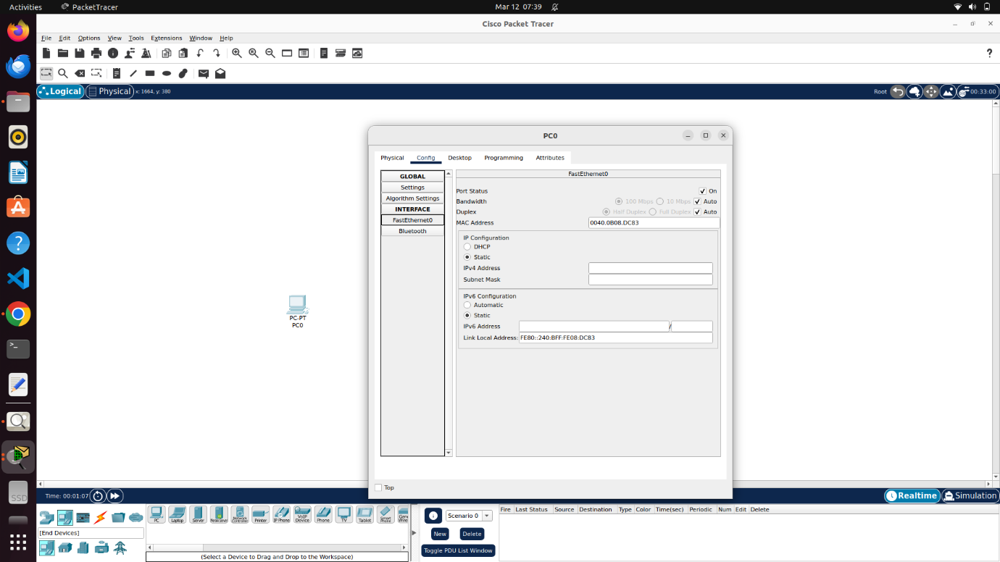 Activities PacketTracer Mar 12 07:39
Cisco Packet Tracer
File Edit Options View Tools Extensions Window Help
?
Logical Physical x: 1664, y: 380 Root 00:33:00
PC0
Physical Config Desktop Programming Attributes
GLOBAL
Settings
Algorithm Settings
INTERFACE
FastEthernet0
Bluetooth
FastEthernet0
Port Status On
Bandwidth 100 Mbps 10 Mbps Auto
Duplex Half Duplex Full Duplex Auto
MAC Address 0040.0B08.DC83
IP Configuration
DHCP
Static
IPv4 Address
Subnet Mask
IPv6 Configuration
Automatic
Static
IPv6 Address /
Link Local Address: FE80::240:BFF:FE08:DC83
Top
PC-PT
PC0
SSD
Time: 00:01:07 Realtime Simulation
[End Devices]
PC Laptop Server Printer IP Phone VoIP Device Phone TV Tablet Smart Phone
(Select a Device to Drag and Drop to the Workspace)
Scenario 0
New Delete
Toggle PDU List Window
Fire Last Status Source Destination Type Color Time(sec) Periodic Num Edit Delete